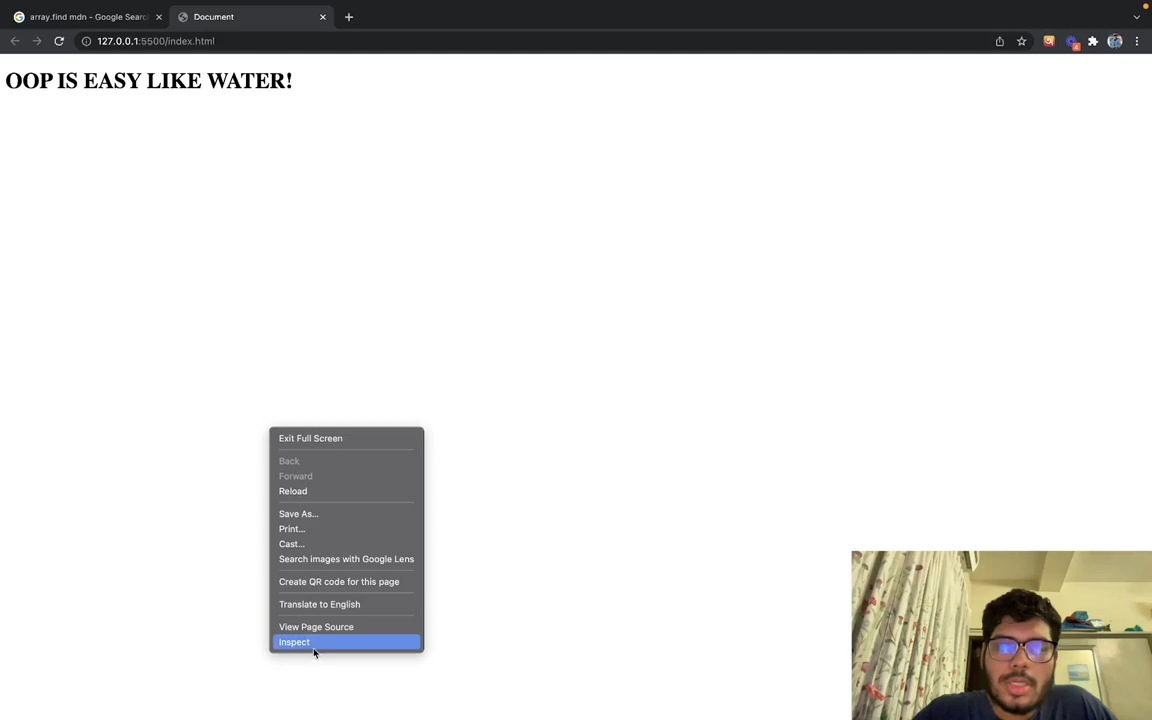 array.find mdn - Google Searc
Document
127.0.0.1:5500/index.html
4
OOP IS EASY LIKE WATER!
Exit Full Screen
Back
Forward
Reload
Save As...
Print...
Cast...
Search images with Google Lens
Create QR code for this page
Translate to English
View Page Source
Inspect